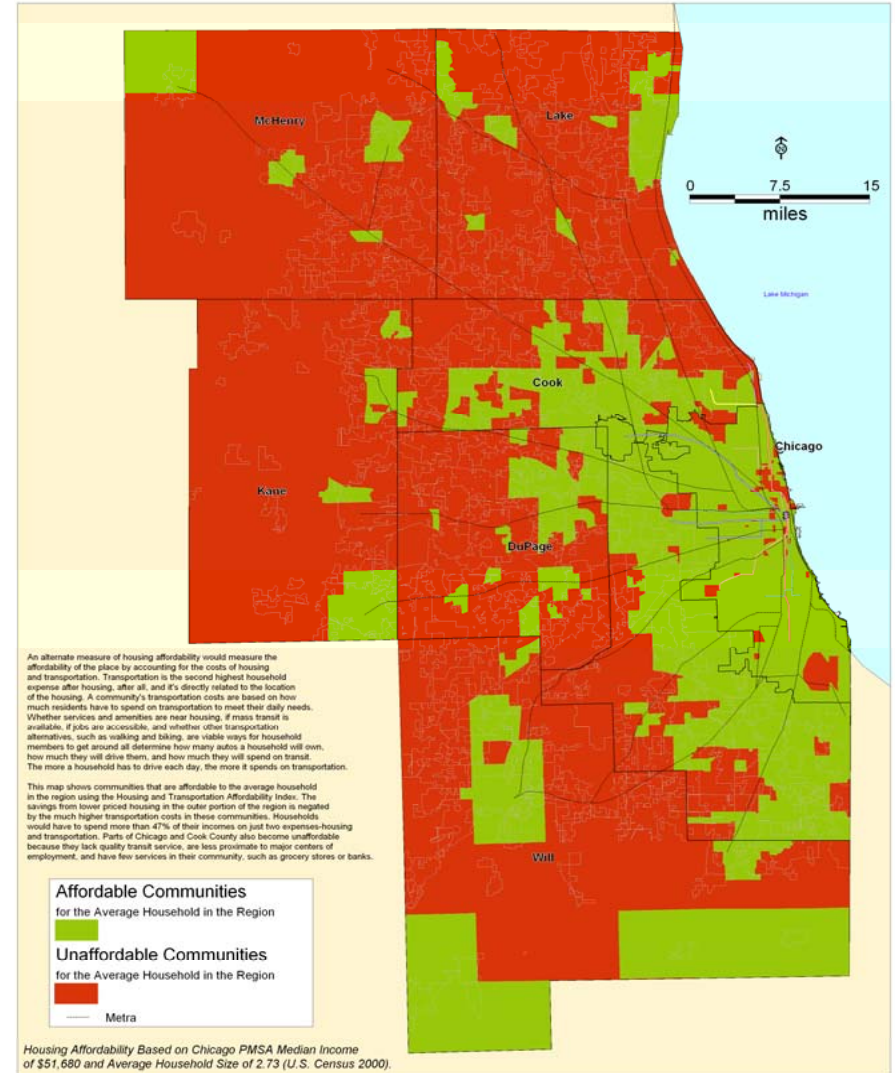 McHenry
Lake
0 7.5 15
miles
Lake Michigan
Cook
Chicago
Kane
DuPage
Will
An alternate measure of housing affordability would measure the
affordability of the place by accounting for the costs of housing
and transportation. Transportation is the second highest household
expense after housing, after all, and it's directly related to the location
of the housing. A community's transportation costs are based on how
much residents have to spend on transportation to meet their daily needs.
Whether services and amenities are near housing, if mass transit is
available, if jobs are accessible, and whether other transportation
alternatives, such as walking and biking, are viable ways for household
members to get around all determine how many autos a household will own,
how much they will drive them, and how much they will spend on transit.
The more a household has to drive each day, the more it spends on transportation.
This map shows communities that are affordable to the average household
in the region using the Housing and Transportation Affordability Index. The
savings from lower priced housing in the outer portion of the region is negated
by the much higher transportation costs in these communities. Households
would have to spend more than 47% of their incomes on just two expenses-housing
and transportation. Parts of Chicago and Cook County also become unaffordable
because they lack quality transit service, are less proximate to major centers of
employment, and have few services in their community, such as grocery stores or banks.
Affordable Communities
for the Average Household in the Region
Unaffordable Communities
for the Average Household in the Region
Metra
Housing Affordability Based on Chicago PMSA Median Income
of $51,680 and Average Household Size of 2.73 (U.S. Census 2000).